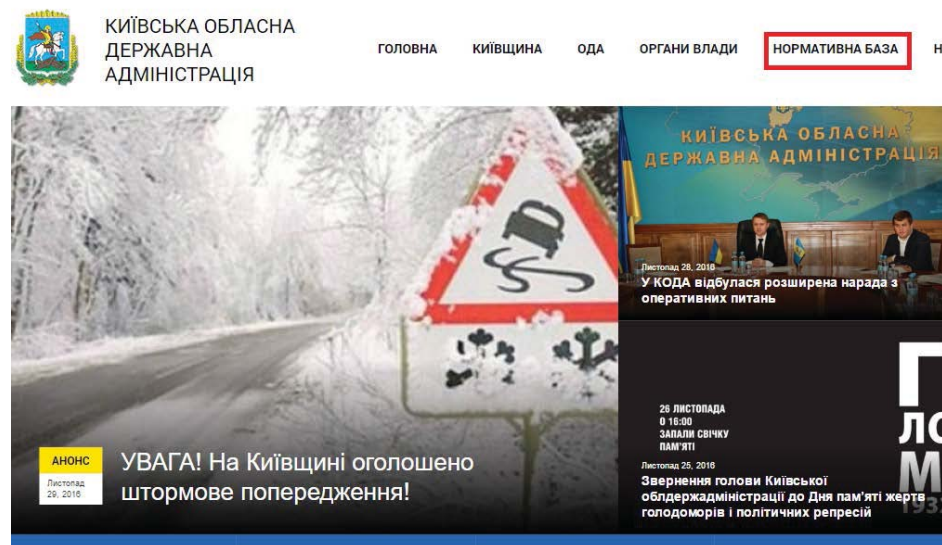 КИЇВСЬКА ОБЛАСНА
ДЕРЖАВНА
АДМІНІСТРАЦІЯ
ГОЛОВНА КИЇВЩИНА ОДА ОРГАНИ ВЛАДИ НОРМАТИВНА БАЗА Н
КИЇВСЬКА ОБЛАСНА
ДЕРЖАВНА АДМІНІСТРАЦІЯ
Листопад 28, 2016
У КОДА відбулася розширена нарада з
оперативних питань
АНОНС
Листопад
29, 2016
УВАГА! На Київщині оголошено
штормове попередження!
26 ЛИСТОПАДА
О 16:00
ЗАПАЛИ СВІЧКУ
ПАМ'ЯТІ
Г
ЛО
М
193
Листопад 25, 2016
Звернення голови Київської
облдержадміністрації до Дня пам'яті жертв
голодоморів і політичних репресій